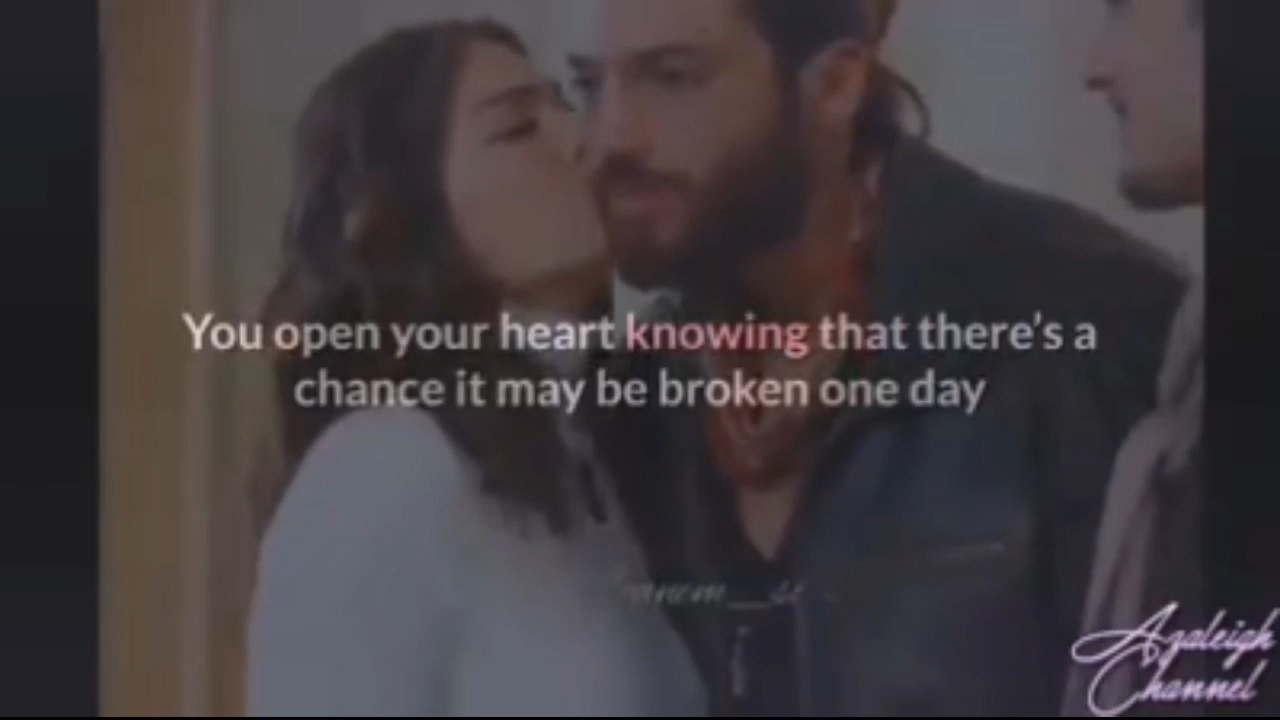 You open your heart knowing that there's a
chance it may be broken one day
Azaleigh
Channel